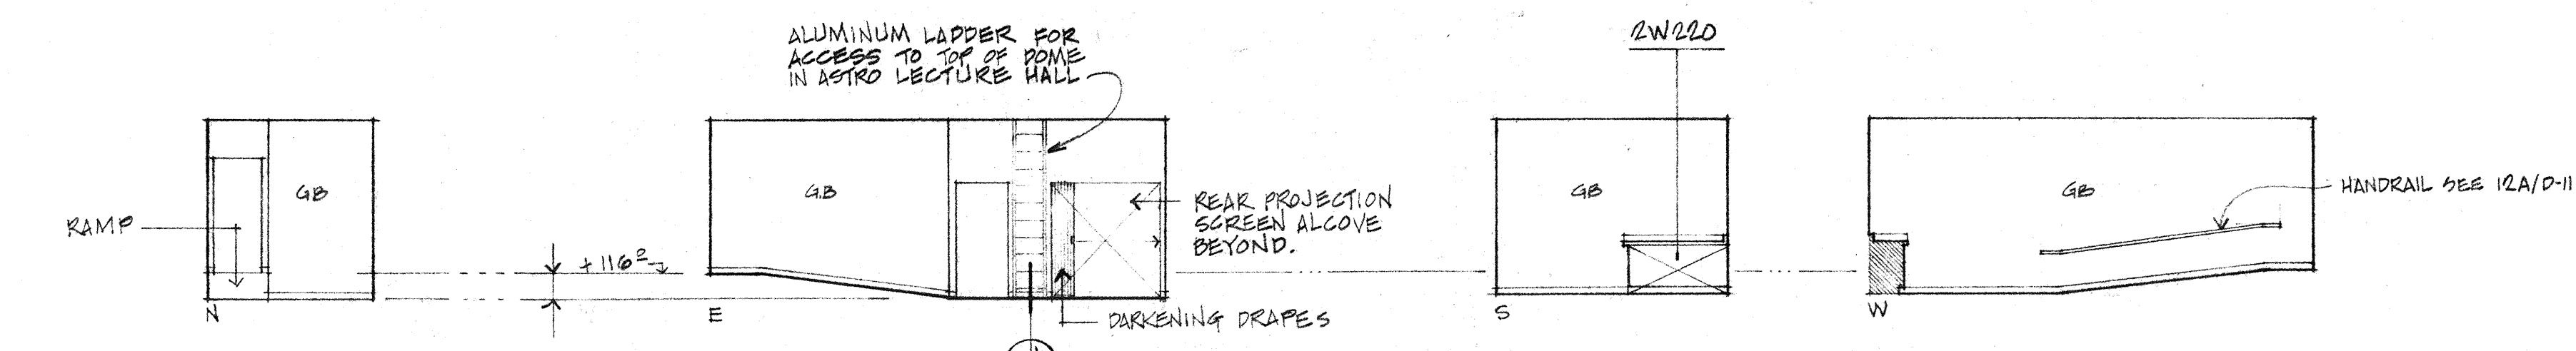 ALUMINUM LADDER FOR
ACCESS TO TOP OF DOME
IN ASTRO LECTURE HALL
2W220
GB
G.B
GB
GB
RAMP
REAR PROJECTION
SCREEN ALCOVE
BEYOND.
HANDRAIL SEE 12A/D-11
+116⁰
DARKENING DRAPES
N
E
S
W